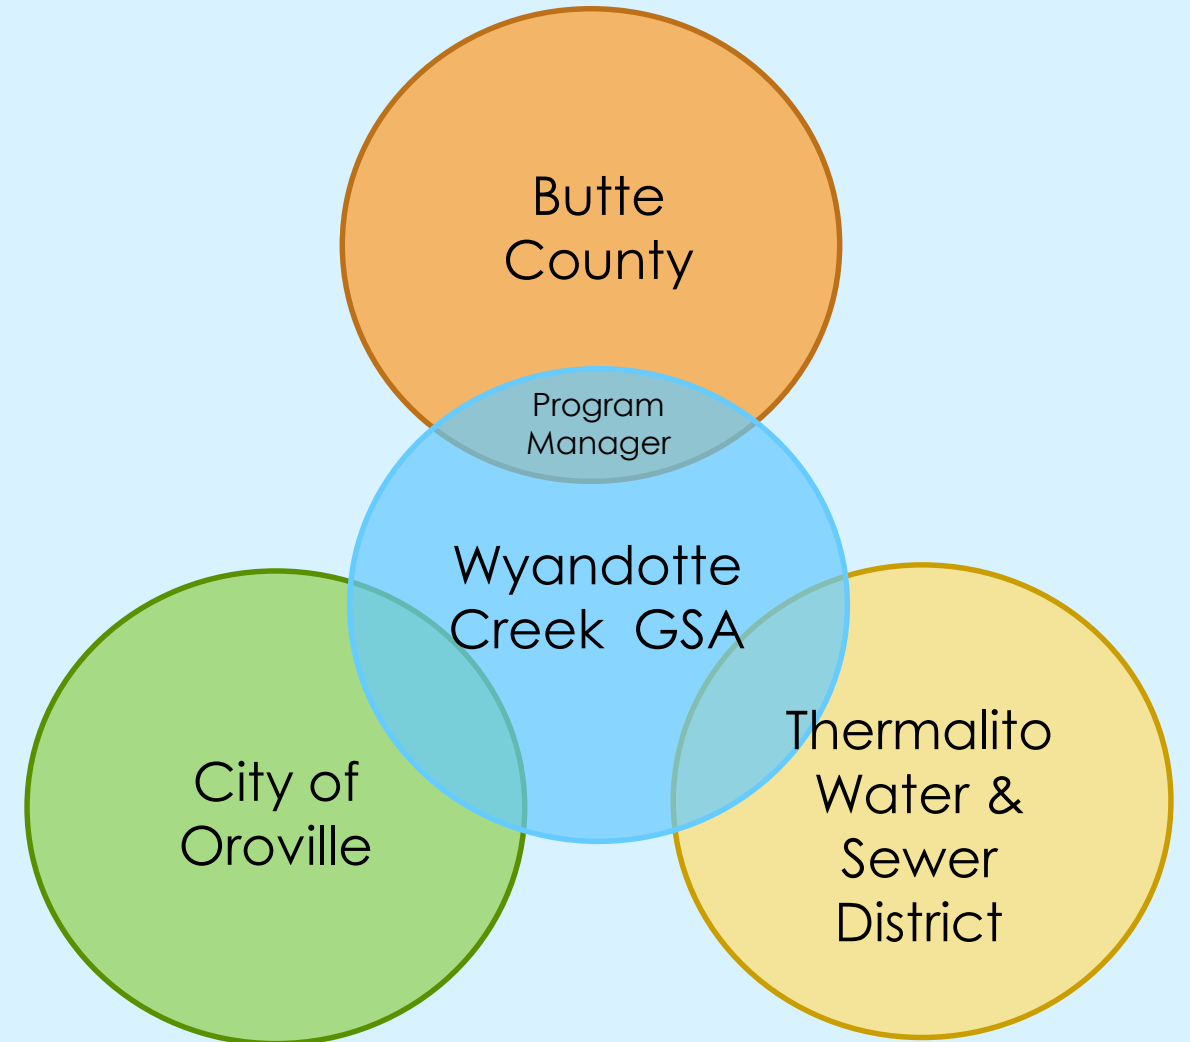 Butte
County
Program
Manager
Wyandotte
Creek GSA
City of
Oroville
Thermalito
Water &
Sewer
District